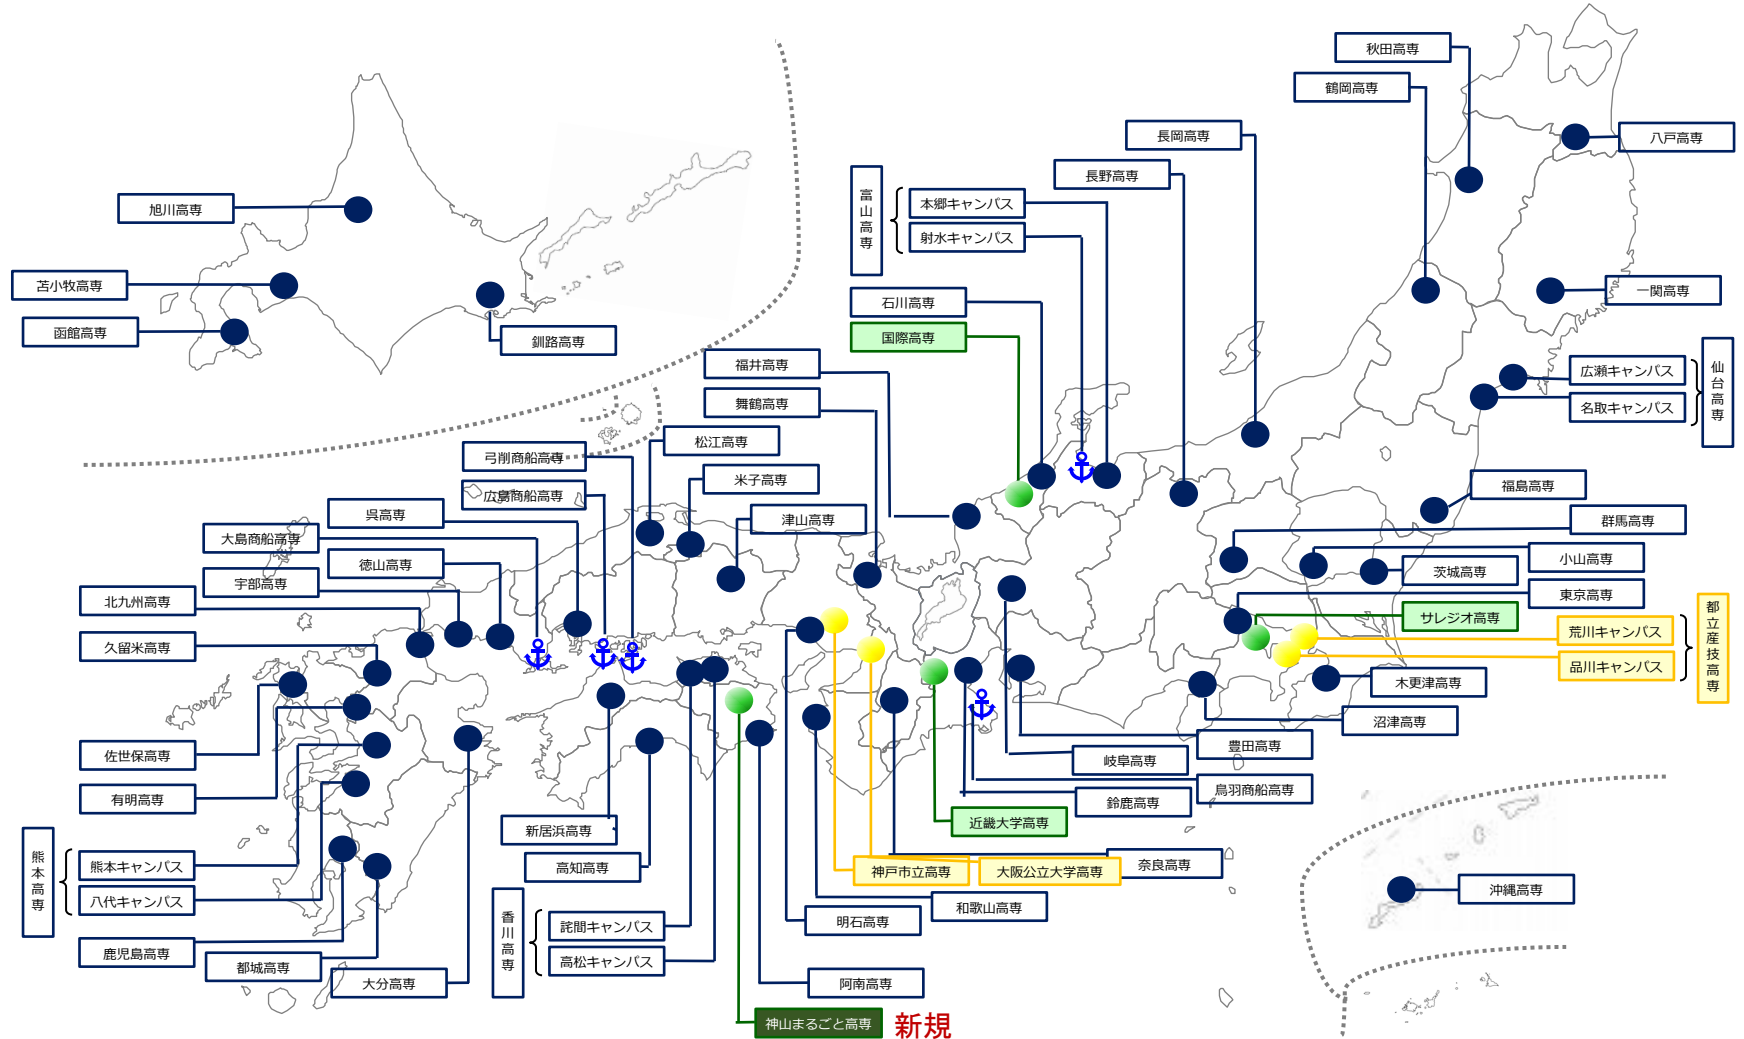 秋田高専
鶴岡高専
長岡高専
八戸高専
長野高専
富山高専
本郷キャンパス
射水キャンパス
旭川高専
苫小牧高専
函館高専
釧路高専
石川高専
国際高専
一関高専
福井高専
舞鶴高専
広瀬キャンパス
名取キャンパス
仙台高専
松江高専
弓削商船高専
米子高専
広島商船高専
福島高専
呉高専
津山高専
群馬高専
大島商船高専
徳山高専
小山高専
宇部高専
茨城高専
北九州高専
東京高専
サレジオ高専
荒川キャンパス
品川キャンパス
都立産技高専
久留米高専
木更津高専
沼津高専
佐世保高専
豊田高専
岐阜高専
有明高専
鳥羽商船高専
鈴鹿高専
新居浜高専
近畿大学高専
熊本高専
熊本キャンパス
八代キャンパス
高知高専
神戸市立高専
大阪公立大学高専
奈良高専
沖縄高専
和歌山高専
明石高専
香川高専
詫間キャンパス
高松キャンパス
鹿児島高専
都城高専
大分高専
阿南高専
神山まるごと高専
新規